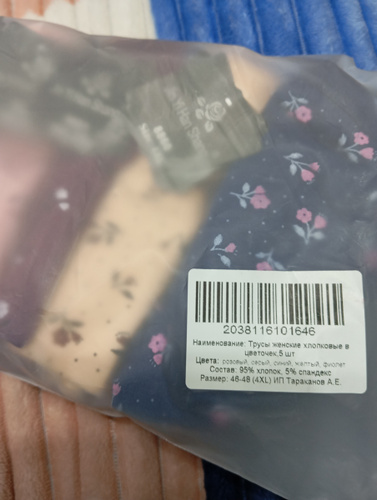 2038116101646
Наименование: Трусы женские хлопковые в
цветочек,5 шт
Цвета: розовый, серый, синий, желтый, фиолет
Состав: 95% хлопок, 5% спандекс
Размер: 46-48 (4XL) ИП Тараканов А.Е.